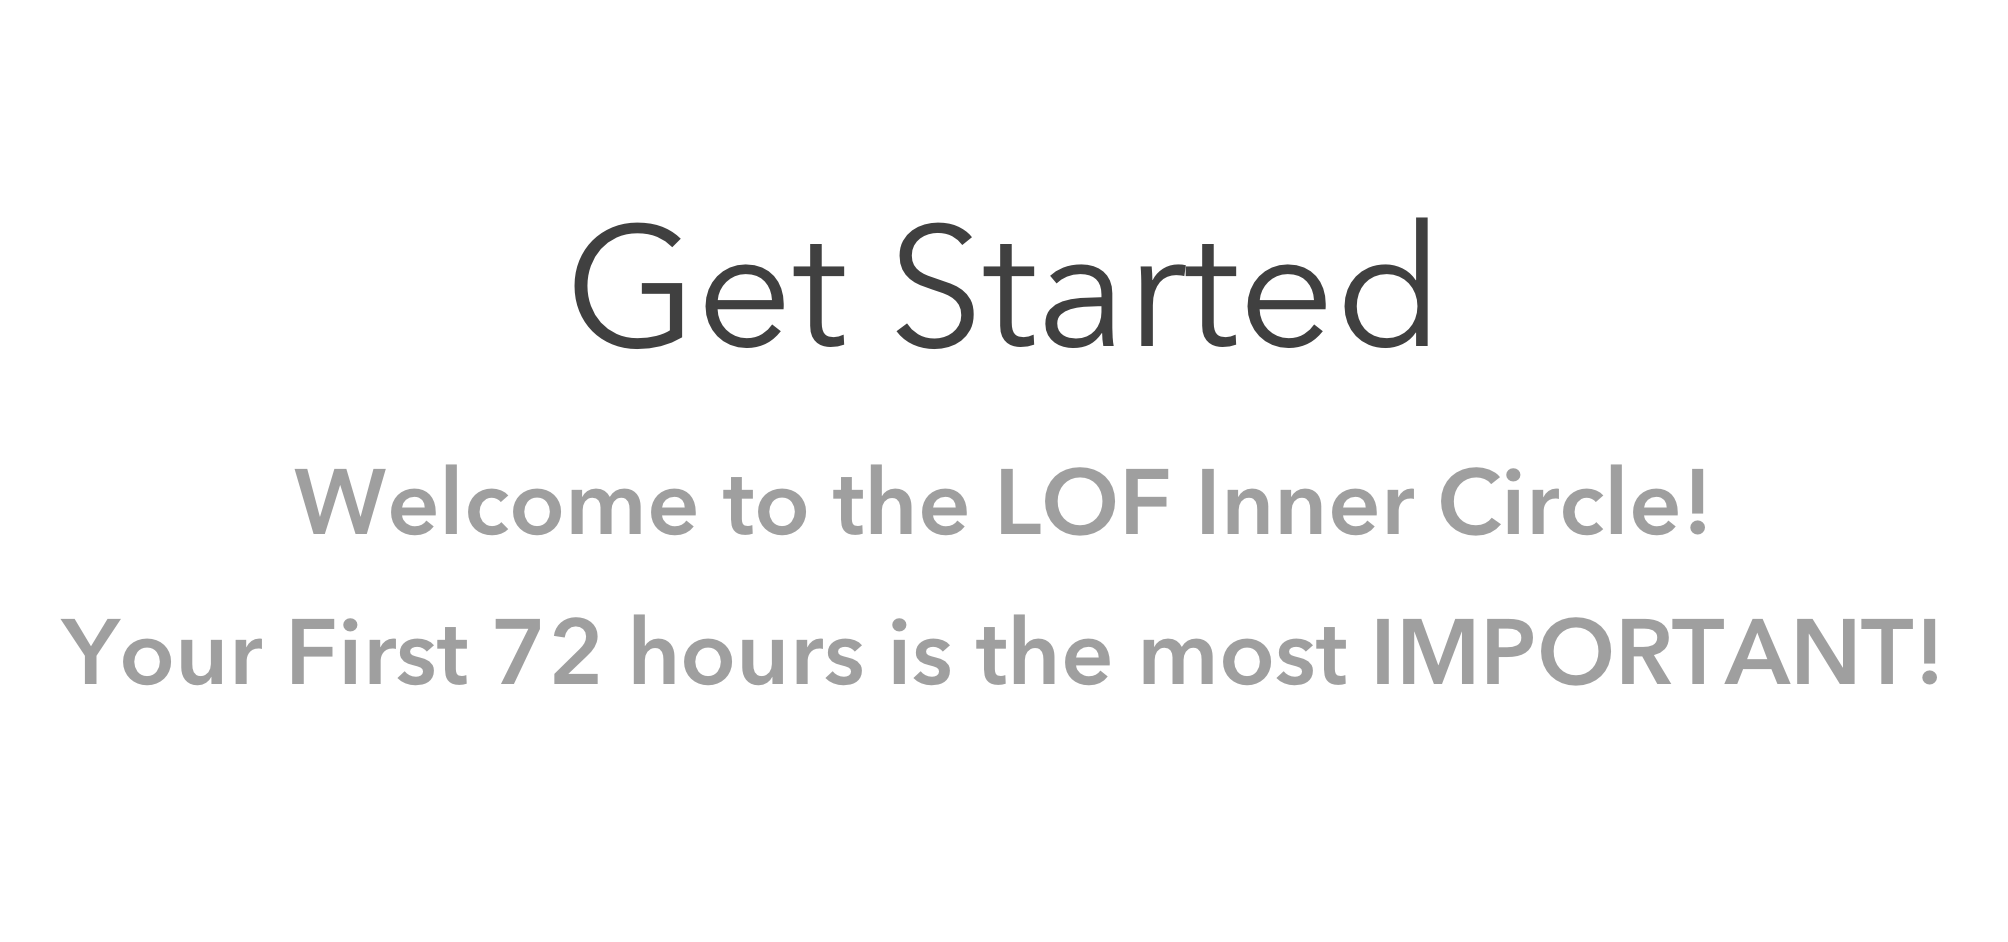 Get Started
Welcome to the LOF Inner Circle!
Your First 72 hours is the most IMPORTANT!